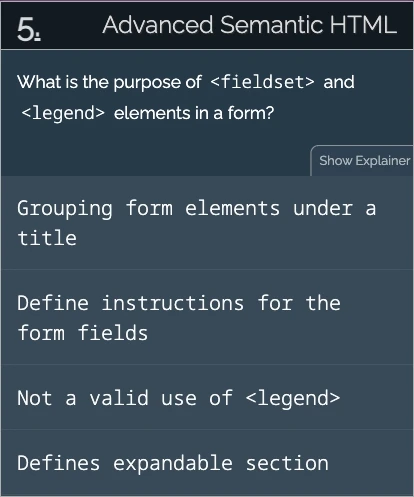 5.
Advanced Semantic HTML
What is the purpose of <fieldset> and
<legend> elements in a form?
Show Explainer
Grouping form elements under a
title
Define instructions for the
form fields
Not a valid use of <legend>
Defines expandable section